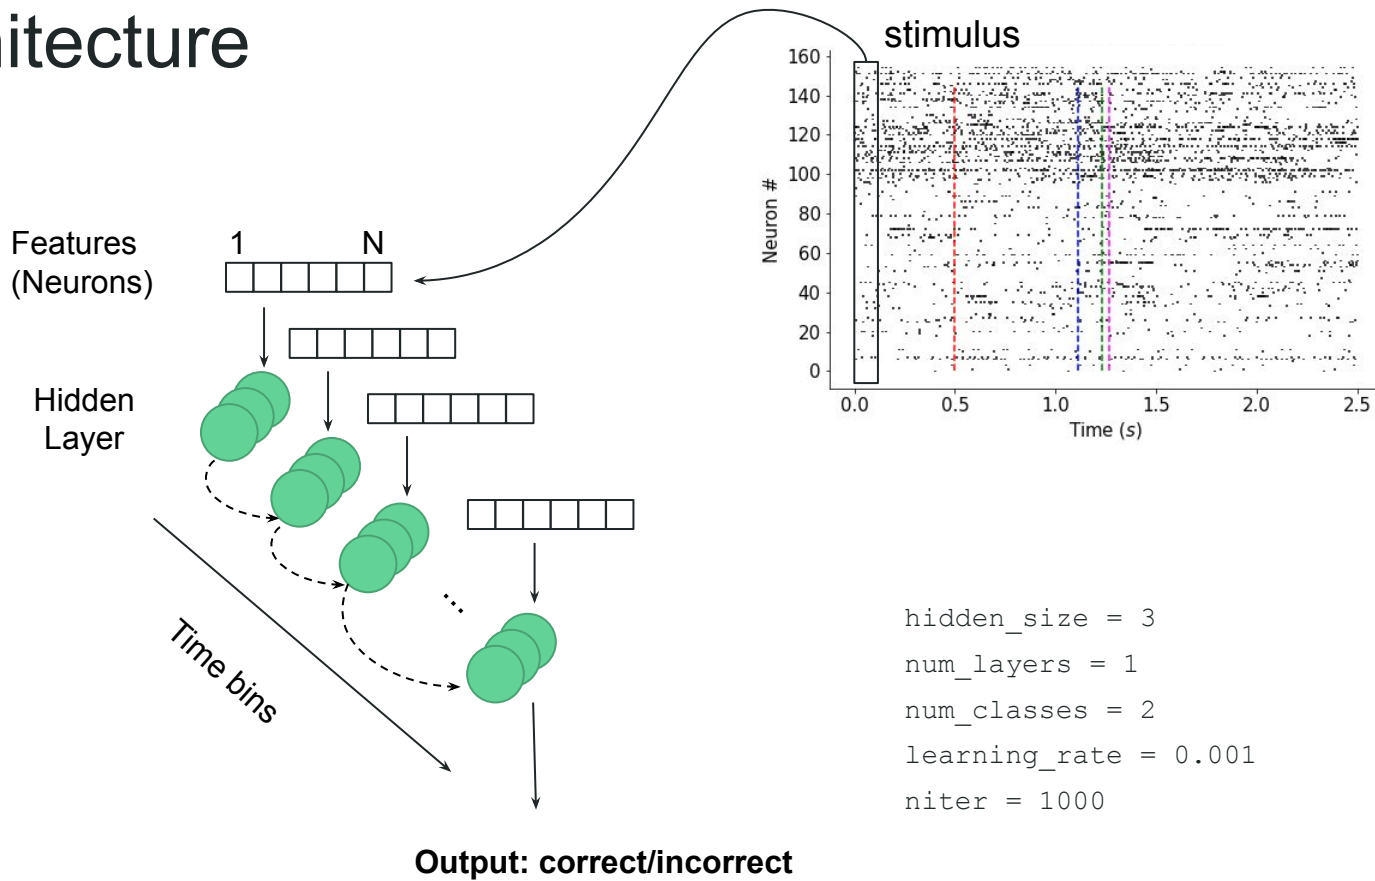 hitecture
stimulus
160
140
120
100
80
60
40
20
0
Neuron #
0.0 0.5 1.0 1.5 2.0 2.5
Time (s)
Features
(Neurons)
1 N
Hidden
Layer
...
Time bins
Output: correct/incorrect
hidden_size = 3
num_layers = 1
num_classes = 2
learning_rate = 0.001
niter = 1000